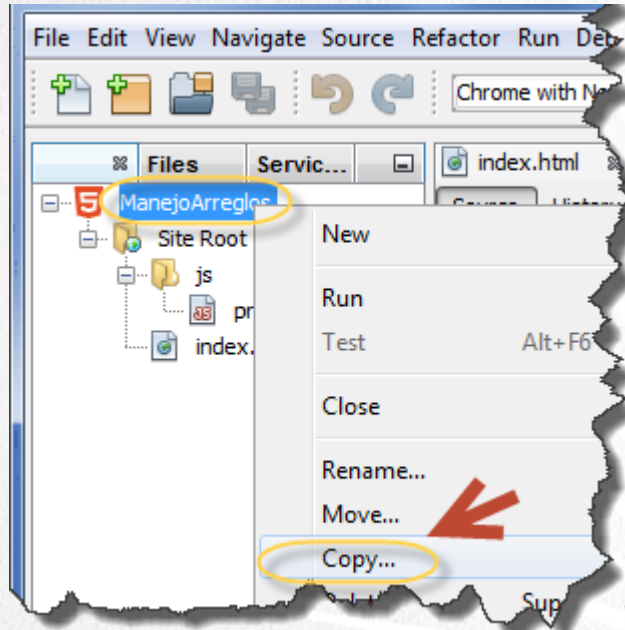 File Edit View Navigate Source Refactor Run
Chrome with
Files Servic... index.html
ManejoArreglos
Site Root
js
index.
New
Run
Test Alt+F6
Close
Rename...
Move...
Copy...